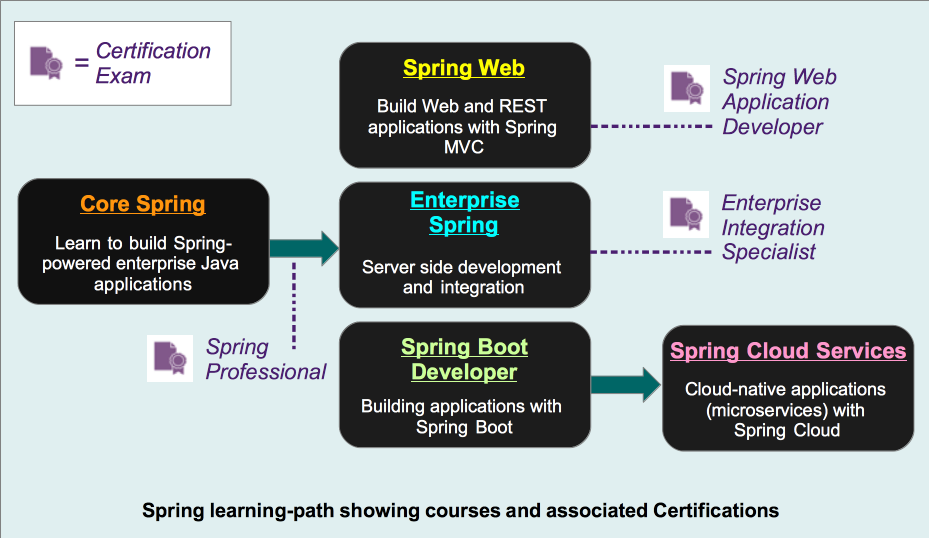 = Certification
Exam
Spring Web
Build Web and REST
applications with Spring
MVC
Spring Web
Application
Developer
Core Spring
Learn to build Spring-
powered enterprise Java
applications
Enterprise
Spring
Server side development
and integration
Enterprise
Integration
Specialist
Spring
Professional
Spring Boot
Developer
Building applications with
Spring Boot
Spring Cloud Services
Cloud-native applications
(microservices) with
Spring Cloud
Spring learning-path showing courses and associated Certifications